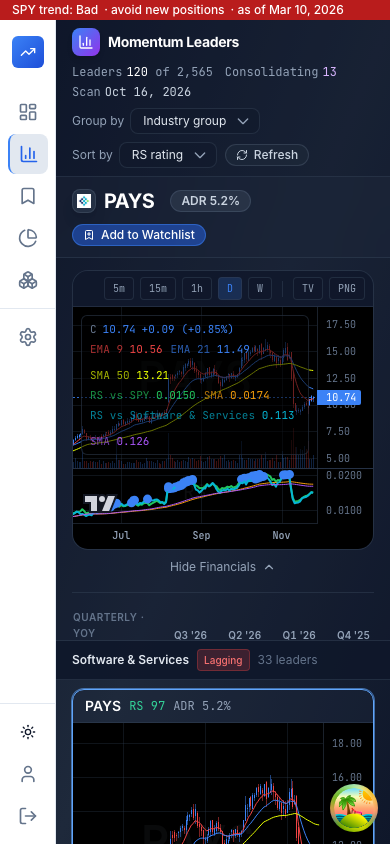 SPY trend: Bad · avoid new positions · as of Mar 10, 2026
Momentum Leaders
Leaders 120 of 2,565 Consolidating 13
Scan Oct 16, 2026
Group by Industry group
Sort by RS rating Refresh
PAYS ADR 5.2%
Add to Watchlist
5m 15m 1h D W TV PNG
C 10.74 +0.09 (+0.85%)
EMA 9 10.56 EMA 21 11.49
SMA 50 13.21
RS vs SPY 0.0150 SMA 0.0174
RS vs Software & Services 0.113
SMA 0.126
17.50
15.00
12.50
10.74
7.50
5.00
0.0200
0.0100
Jul Sep Nov
Hide Financials
QUARTERLY ·
YOY Q3 '26 Q2 '26 Q1 '26 Q4 '25
Software & Services Lagging 33 leaders
PAYS RS 97 ADR 5.2%
18.00
16.00